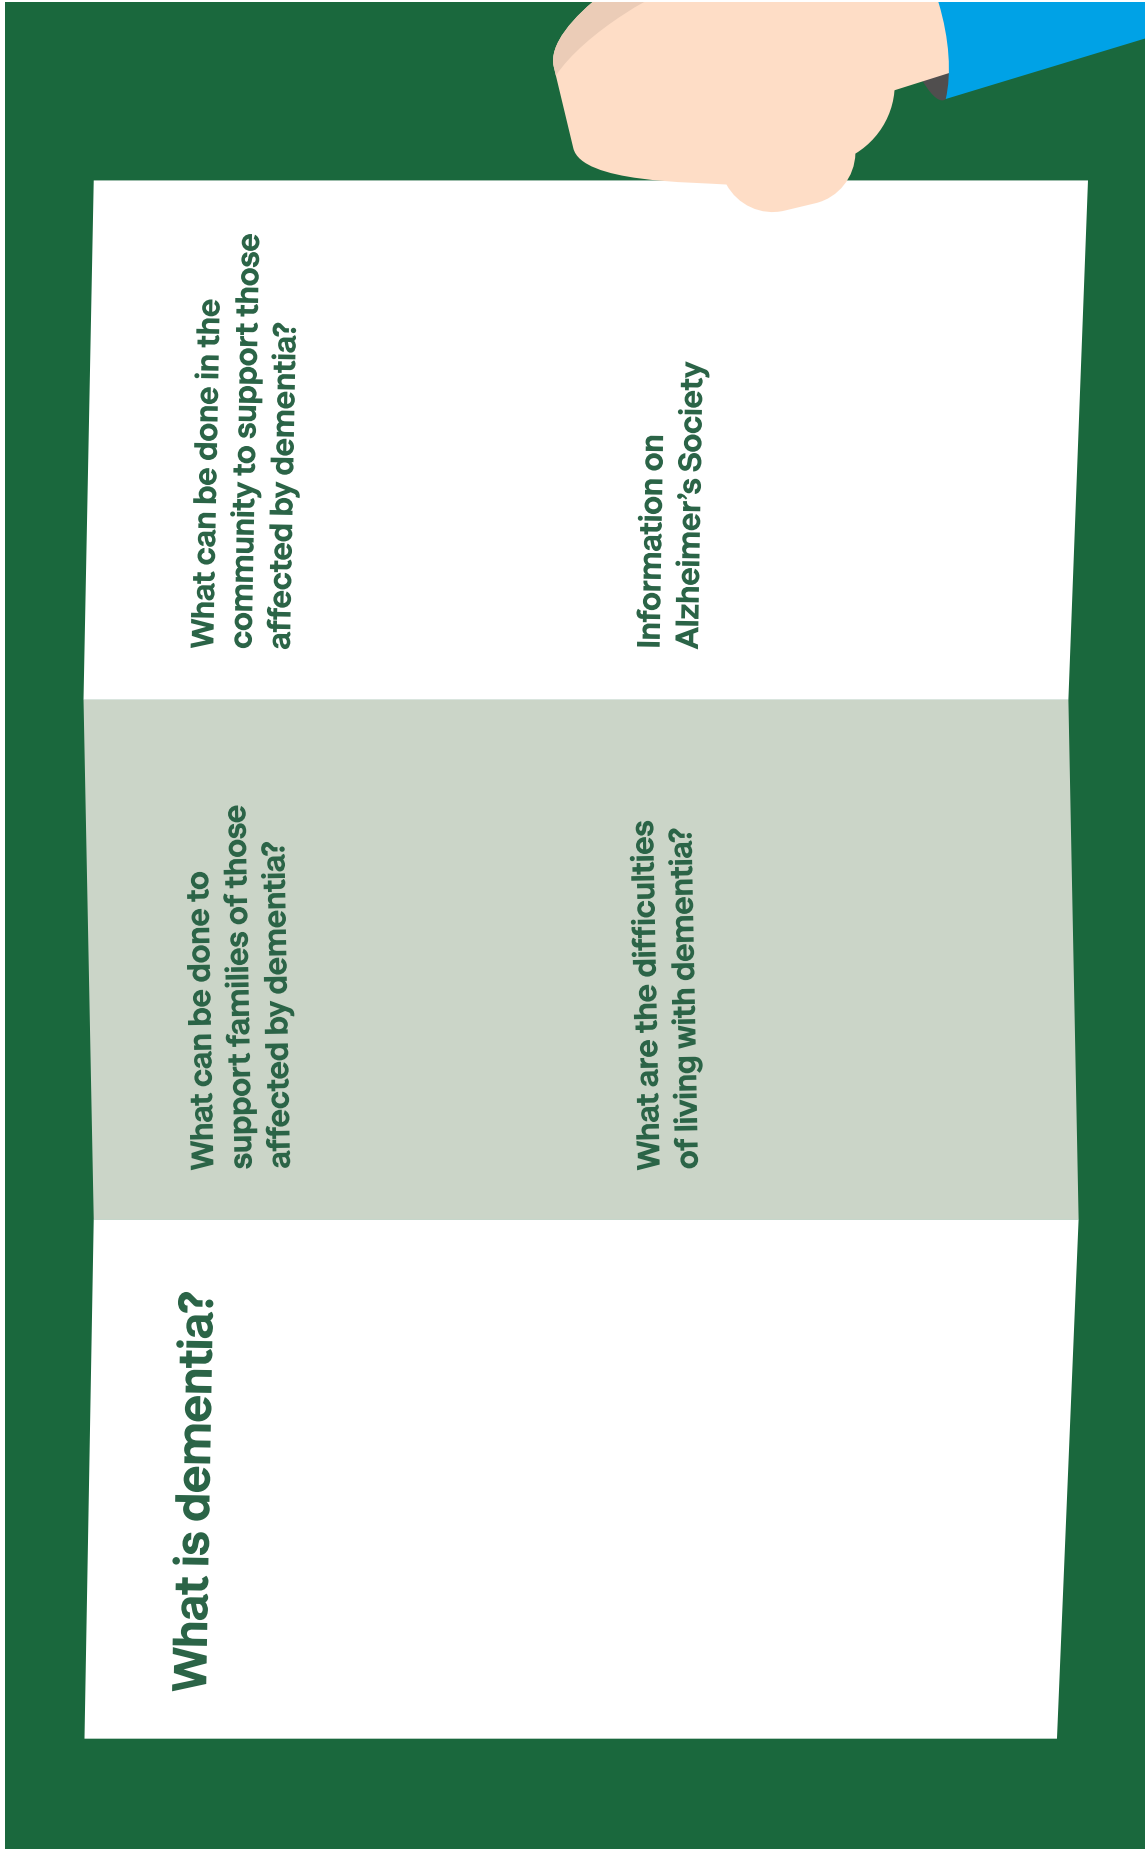 What is dementia?
What can be done to
support families of those
affected by dementia?
What are the difficulties
of living with dementia?
What can be done in the
community to support those
affected by dementia?
Information on
Alzheimer’s Society